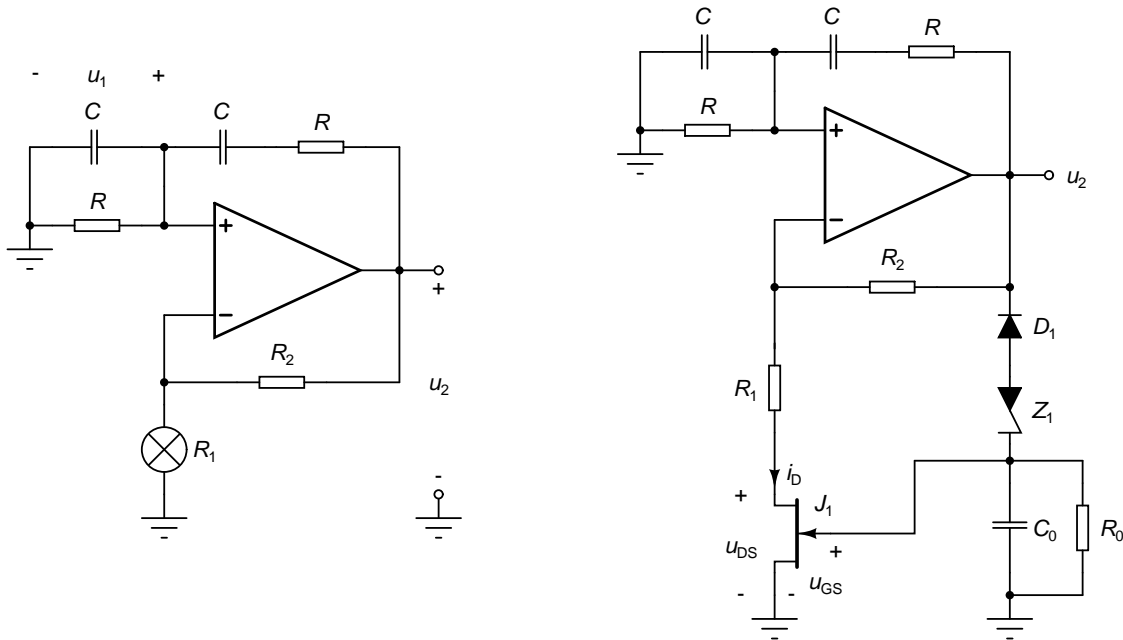 - u1 +
C C R
R
+
-
+
R2
u2
R1
-
C C R
R
+
-
u2
R2
D1
R1
Z1
iD
+
J1
uDS
+
C0
R0
uGS
- -